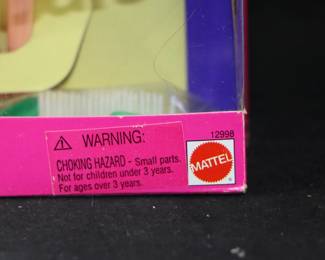 ⚠ WARNING:
CHOKING HAZARD - Small parts.
Not for children under 3 years.
For ages over 3 years.
12998
MATTEL
®